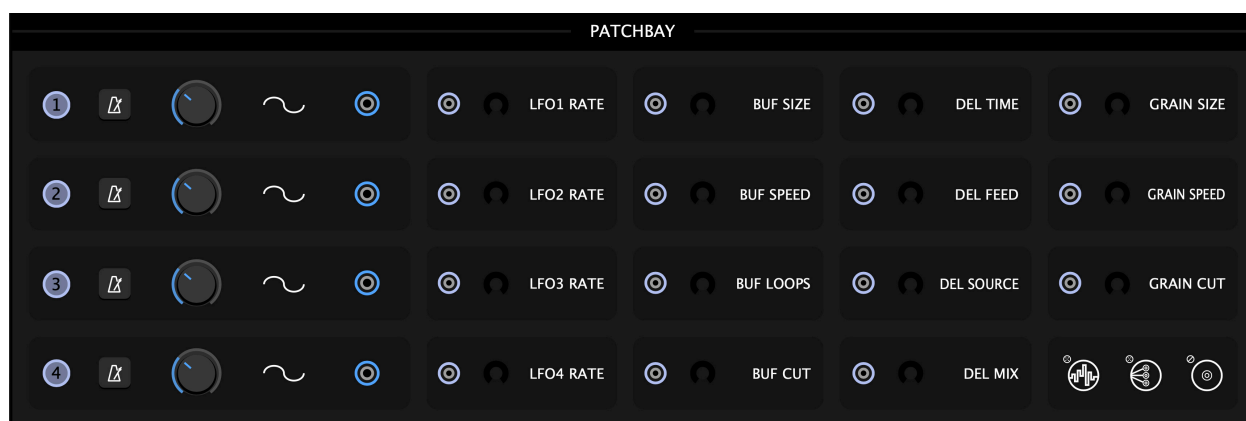 PATCHBAY
1 LFO1 RATE BUF SIZE DEL TIME GRAIN SIZE
2 LFO2 RATE BUF SPEED DEL FEED GRAIN SPEED
3 LFO3 RATE BUF LOOPS DEL SOURCE GRAIN CUT
4 LFO4 RATE BUF CUT DEL MIX